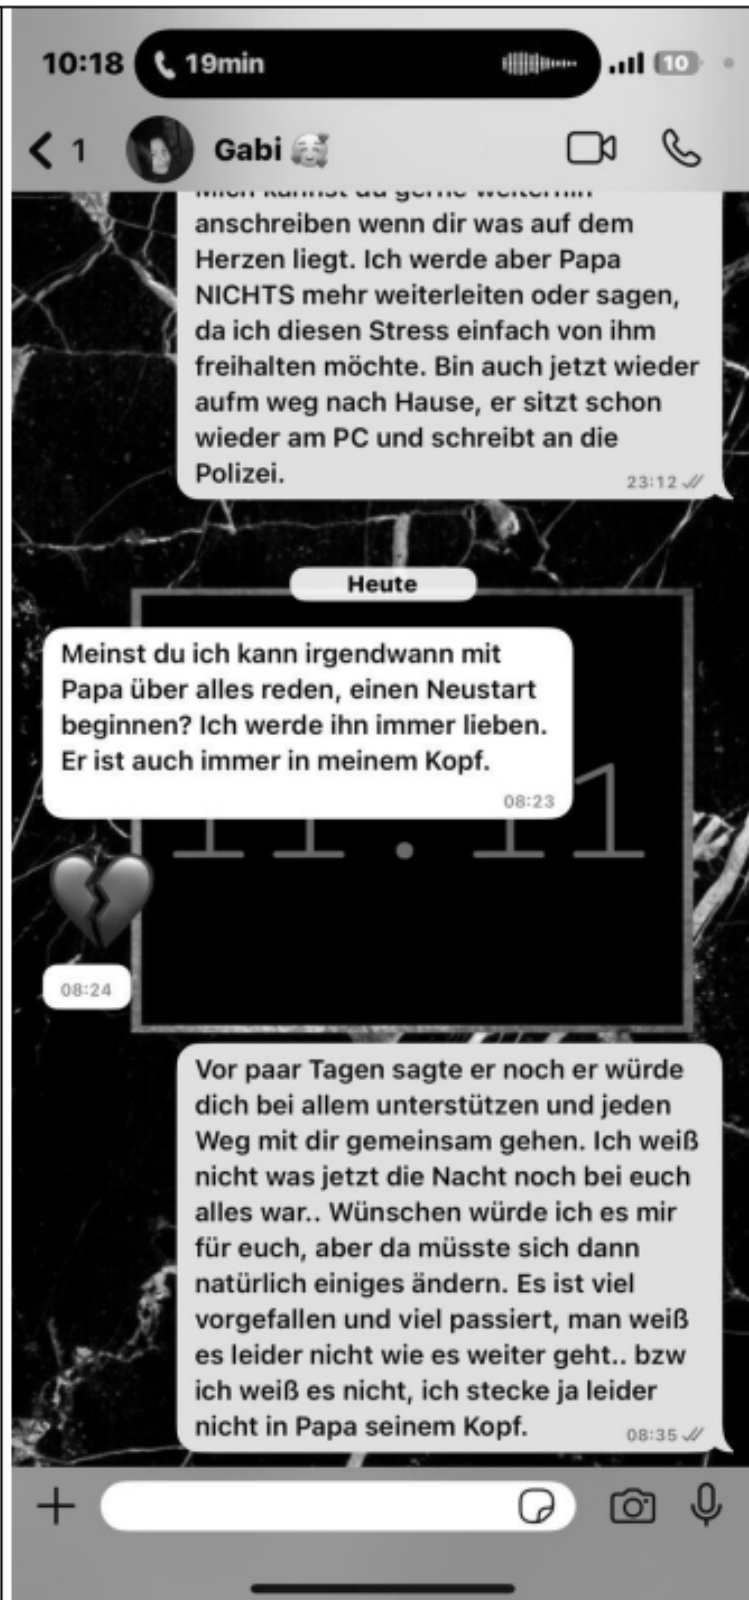 10:18 19min 10
1 Gabi
Mich kannst du gerne weiterhin
anschreiben wenn dir was auf dem
Herzen liegt. Ich werde aber Papa
NICHTS mehr weiterleiten oder sagen,
da ich diesen Stress einfach von ihm
freihalten möchte. Bin auch jetzt wieder
aufm weg nach Hause, er sitzt schon
wieder am PC und schreibt an die
Polizei.
23:12
Heute
Meinst du ich kann irgendwann mit
Papa über alles reden, einen Neustart
beginnen? Ich werde ihn immer lieben.
Er ist auch immer in meinem Kopf.
08:23
11.11
08:24
Vor paar Tagen sagte er noch er würde
dich bei allem unterstützen und jeden
Weg mit dir gemeinsam gehen. Ich weiß
nicht was jetzt die Nacht noch bei euch
alles war.. Wünschen würde ich es mir
für euch, aber da müsste sich dann
natürlich einiges ändern. Es ist viel
vorgefallen und viel passiert, man weiß
es leider nicht wie es weiter geht.. bzw
ich weiß es nicht, ich stecke ja leider
nicht in Papa seinem Kopf.
08:35